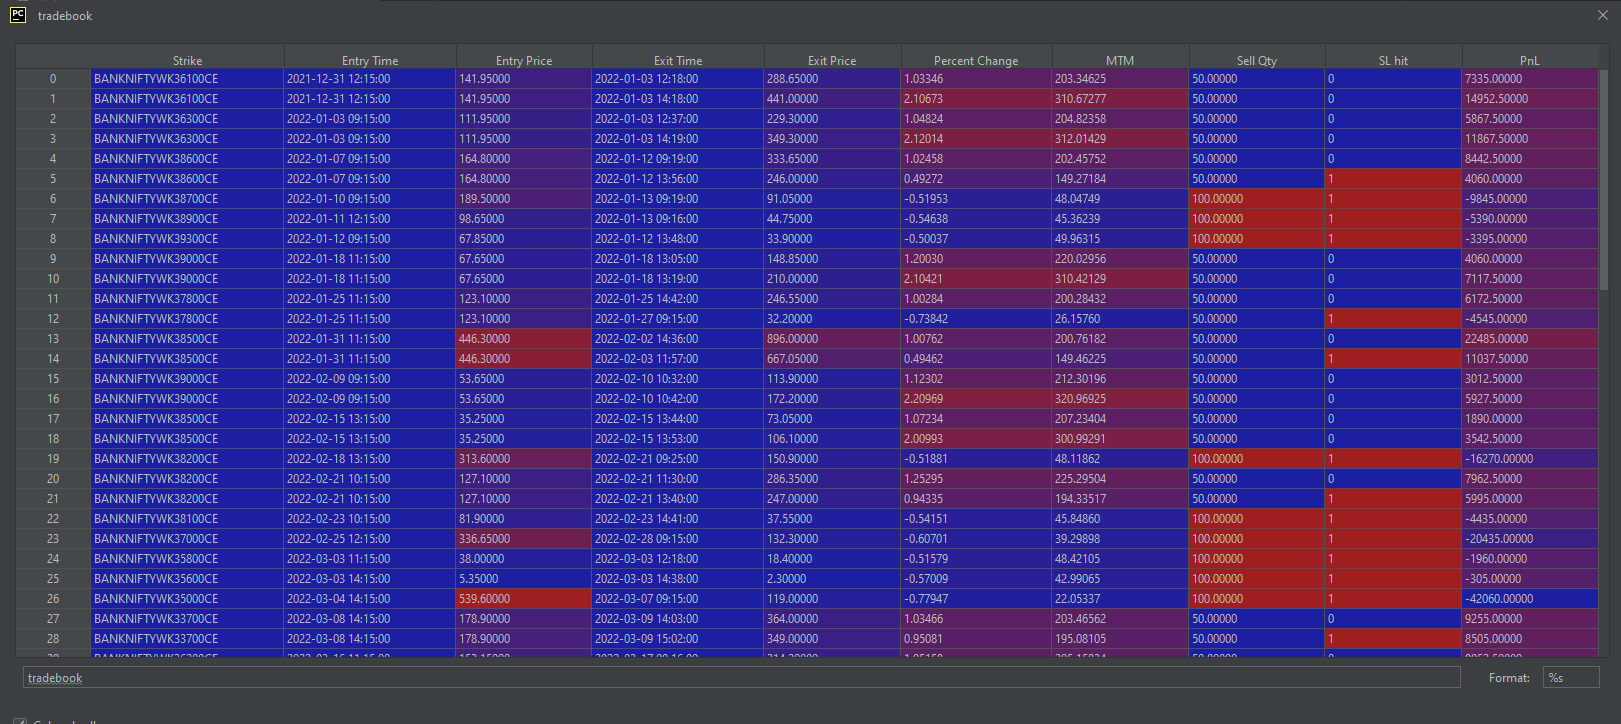 PC tradebook
Strike Entry Time Entry Price Exit Time Exit Price Percent Change MTM Sell Qty SL hit PnL
0 BANKNIFTYWK36100CE 2021-12-31 12:15:00 141.95000 2022-01-03 12:18:00 288.65000 1.03346 203.34625 50.00000 0 7335.00000
1 BANKNIFTYWK36100CE 2021-12-31 12:15:00 141.95000 2022-01-03 14:18:00 441.00000 2.10673 310.67277 50.00000 0 14952.50000
2 BANKNIFTYWK36300CE 2022-01-03 09:15:00 111.95000 2022-01-03 12:37:00 229.30000 1.04824 204.82358 50.00000 0 5867.50000
3 BANKNIFTYWK36300CE 2022-01-03 09:15:00 111.95000 2022-01-03 14:19:00 349.30000 2.12014 312.01429 50.00000 0 11867.50000
4 BANKNIFTYWK38600CE 2022-01-07 09:15:00 164.80000 2022-01-12 09:19:00 333.65000 1.02458 202.45752 50.00000 0 8442.50000
5 BANKNIFTYWK38600CE 2022-01-07 09:15:00 164.80000 2022-01-12 13:56:00 246.00000 0.49272 149.27184 50.00000 1 4060.00000
6 BANKNIFTYWK38700CE 2022-01-10 09:15:00 189.50000 2022-01-13 09:19:00 91.05000 -0.51953 48.04749 100.00000 1 -9845.00000
7 BANKNIFTYWK38900CE 2022-01-11 12:15:00 98.65000 2022-01-13 09:16:00 44.75000 -0.54638 45.36239 100.00000 1 -5390.00000
8 BANKNIFTYWK39300CE 2022-01-12 09:15:00 67.85000 2022-01-12 13:48:00 33.90000 -0.50037 49.96315 100.00000 1 -3395.00000
9 BANKNIFTYWK39000CE 2022-01-18 11:15:00 67.65000 2022-01-18 13:05:00 148.85000 1.20030 220.02956 50.00000 0 4060.00000
10 BANKNIFTYWK39000CE 2022-01-18 11:15:00 67.65000 2022-01-18 13:19:00 210.00000 2.10421 310.42129 50.00000 0 7117.50000
11 BANKNIFTYWK37800CE 2022-01-25 11:15:00 123.10000 2022-01-25 14:42:00 246.55000 1.00284 200.28432 50.00000 0 6172.50000
12 BANKNIFTYWK37800CE 2022-01-25 11:15:00 123.10000 2022-01-27 09:15:00 32.20000 -0.73842 26.15760 50.00000 1 -4545.00000
13 BANKNIFTYWK38500CE 2022-01-31 11:15:00 446.30000 2022-02-02 14:36:00 896.00000 1.00762 200.76182 50.00000 0 22485.00000
14 BANKNIFTYWK38500CE 2022-01-31 11:15:00 446.30000 2022-02-03 11:57:00 667.05000 0.49462 149.46225 50.00000 1 11037.50000
15 BANKNIFTYWK39000CE 2022-02-09 09:15:00 53.65000 2022-02-10 10:32:00 113.90000 1.12302 212.30196 50.00000 0 3012.50000
16 BANKNIFTYWK39000CE 2022-02-09 09:15:00 53.65000 2022-02-10 10:42:00 172.20000 2.20969 320.96925 50.00000 0 5927.50000
17 BANKNIFTYWK38500CE 2022-02-15 13:15:00 35.25000 2022-02-15 13:44:00 73.05000 1.07234 207.23404 50.00000 0 1890.00000
18 BANKNIFTYWK38500CE 2022-02-15 13:15:00 35.25000 2022-02-15 13:53:00 106.10000 2.00993 300.99291 50.00000 0 3542.50000
19 BANKNIFTYWK38200CE 2022-02-18 13:15:00 313.60000 2022-02-21 09:25:00 150.90000 -0.51881 48.11862 100.00000 1 -16270.00000
20 BANKNIFTYWK38200CE 2022-02-21 10:15:00 127.10000 2022-02-21 11:30:00 286.35000 1.25295 225.29504 50.00000 0 7962.50000
21 BANKNIFTYWK38200CE 2022-02-21 10:15:00 127.10000 2022-02-21 13:40:00 247.00000 0.94335 194.33517 50.00000 1 5995.00000
22 BANKNIFTYWK38100CE 2022-02-23 10:15:00 81.90000 2022-02-23 14:41:00 37.55000 -0.54151 45.84860 100.00000 1 -4435.00000
23 BANKNIFTYWK37000CE 2022-02-25 12:15:00 336.65000 2022-02-28 09:15:00 132.30000 -0.60701 39.29898 100.00000 1 -20435.00000
24 BANKNIFTYWK35800CE 2022-03-03 11:15:00 38.00000 2022-03-03 12:18:00 18.40000 -0.51579 48.42105 100.00000 1 -1960.00000
25 BANKNIFTYWK35600CE 2022-03-03 14:15:00 5.35000 2022-03-03 14:38:00 2.30000 -0.57009 42.99065 100.00000 1 -305.00000
26 BANKNIFTYWK35000CE 2022-03-04 14:15:00 539.60000 2022-03-07 09:15:00 119.00000 -0.77947 22.05337 100.00000 1 -42060.00000
27 BANKNIFTYWK33700CE 2022-03-08 14:15:00 178.90000 2022-03-09 14:03:00 364.00000 1.03466 203.46562 50.00000 0 9255.00000
28 BANKNIFTYWK33700CE 2022-03-08 14:15:00 178.90000 2022-03-09 15:02:00 349.00000 0.95081 195.08105 50.00000 1 8505.00000
tradebook Format: %s